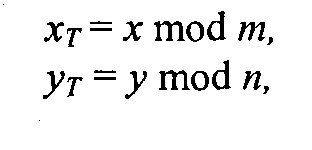 x_T = x mod m,
y_T = y mod n,